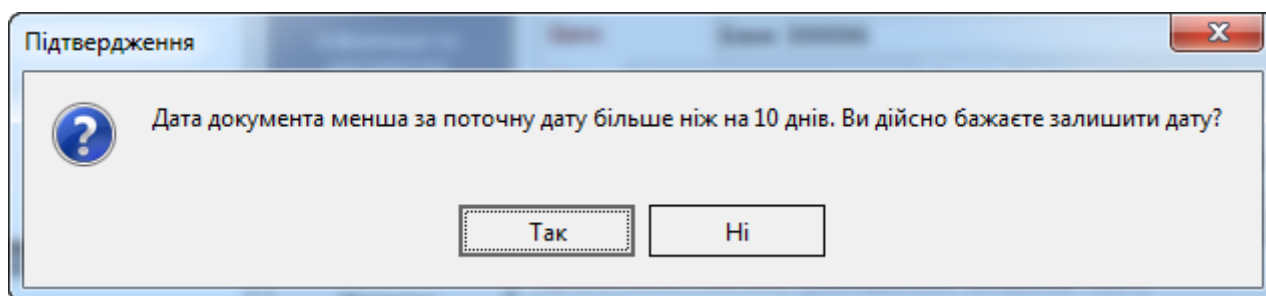 Підтвердження
Дата документа менша за поточну дату більше ніж на 10 днів. Ви дійсно бажаєте залишити дату?
Так
Ні